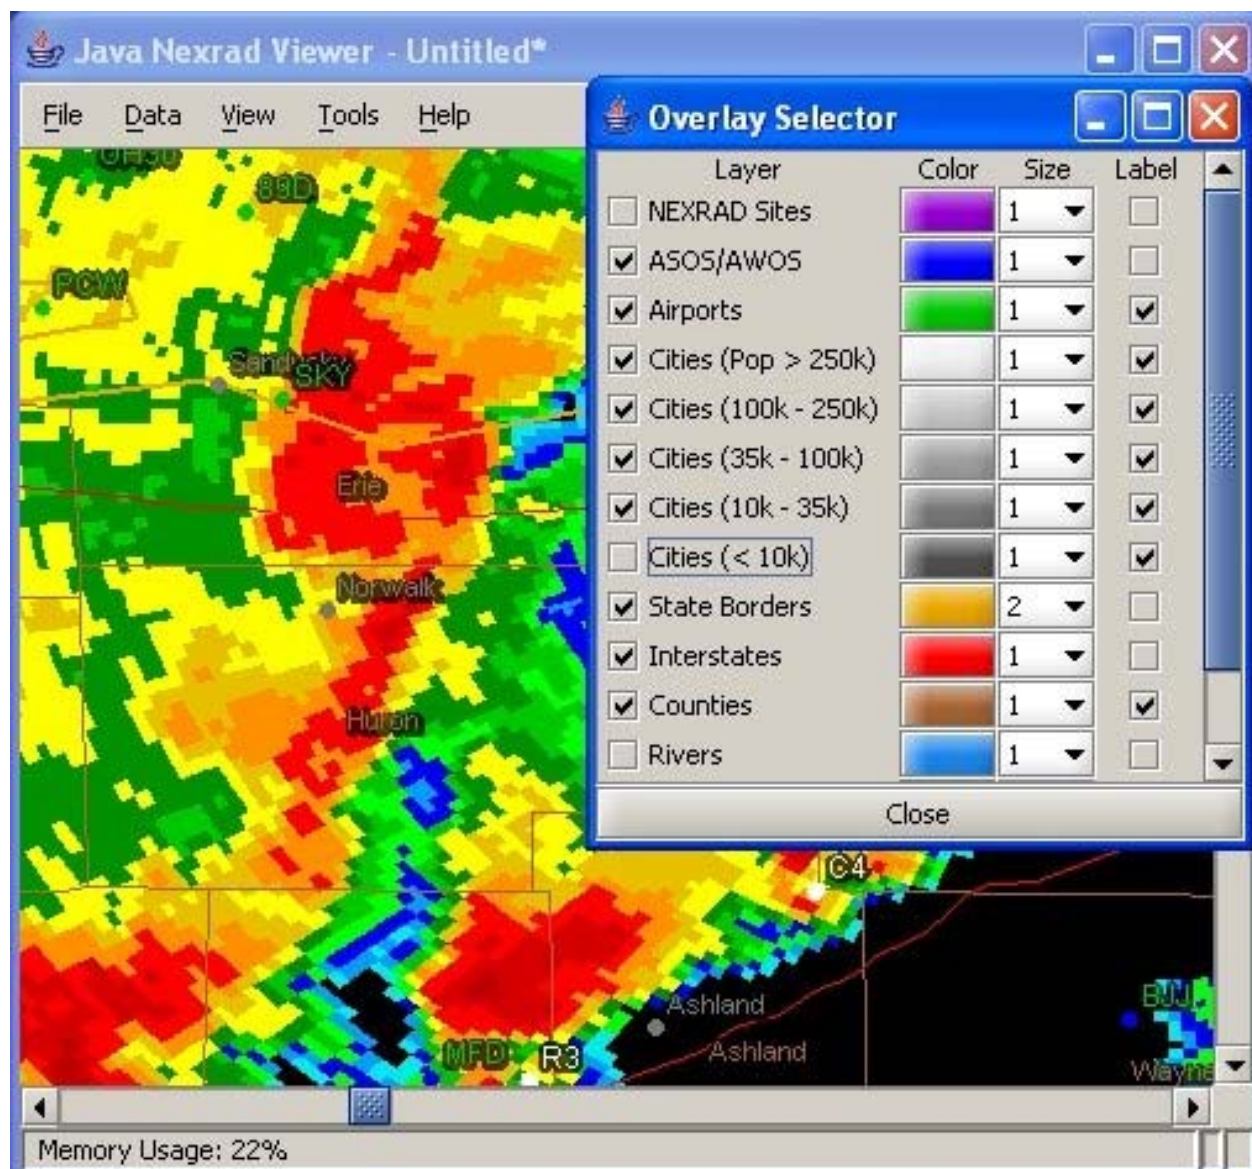 Java Nexrad Viewer - Untitled*
File Data View Tools Help
Overlay Selector
Layer Color Size Label
NEXRAD Sites 1
ASOS/AWOS 1
Airports 1
Cities (Pop > 250k) 1
Cities (100k - 250k) 1
Cities (35k - 100k) 1
Cities (10k - 35k) 1
Cities (< 10k) 1
State Borders 2
Interstates 1
Counties 1
Rivers 1
Close
89D
PCW
Sandusky
SKY
Erie
Norwalk
Huron
C4
Ashland
BJJ
MFD R3
Ashland
Wayne
Memory Usage: 22%